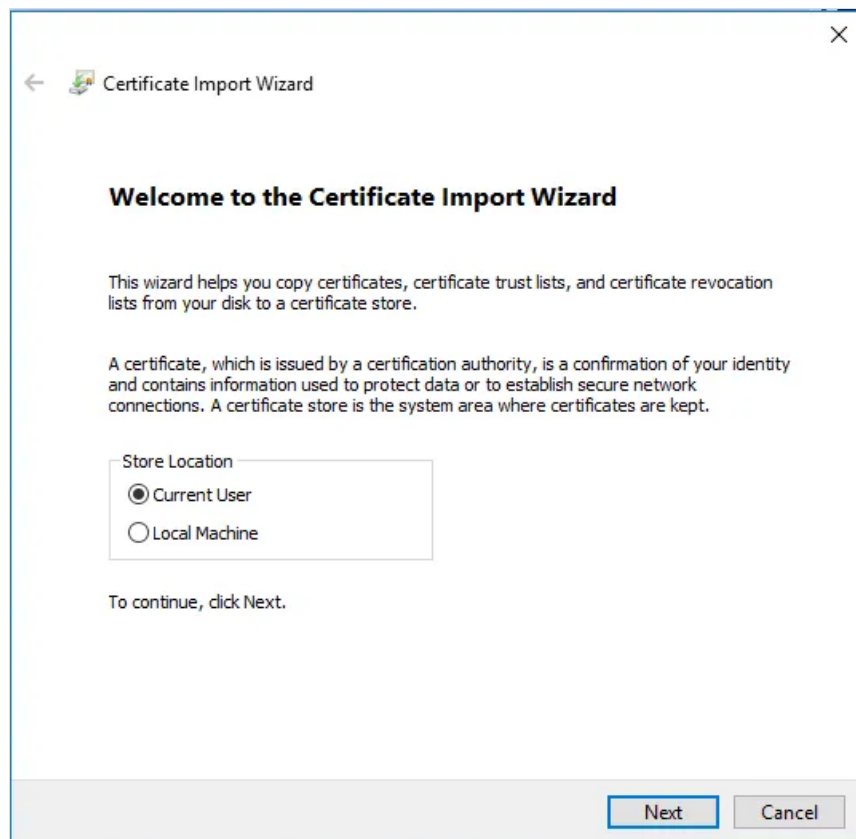 Certificate Import Wizard
Welcome to the Certificate Import Wizard
This wizard helps you copy certificates, certificate trust lists, and certificate revocation
lists from your disk to a certificate store.
A certificate, which is issued by a certification authority, is a confirmation of your identity
and contains information used to protect data or to establish secure network
connections. A certificate store is the system area where certificates are kept.
Store Location
Current User
Local Machine
To continue, click Next.
Next Cancel